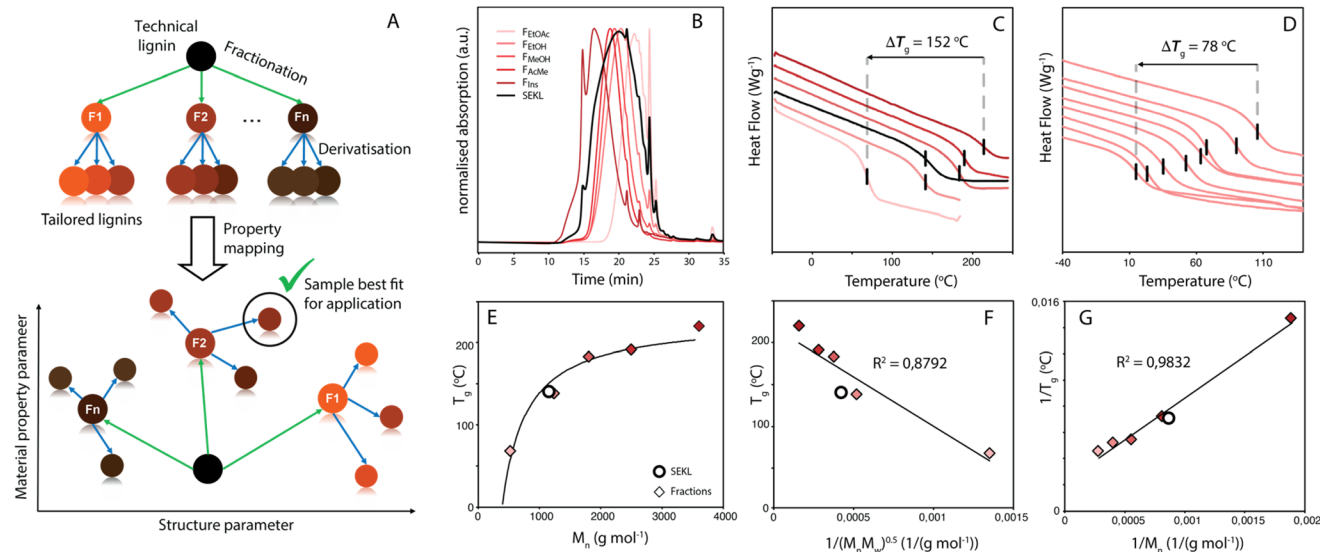 A
Technical
lignin
Fractionation
F1
F2
...
Fn
Derivatisation
Tailored lignins
Property
mapping
Sample best fit
for application
F2
Fn
F1
Material property parameer
Structure parameter
B
normalised absorption (a.u.)
F EtOAc
F EtOH
F MeOH
F AcMe
F Ins
SEKL
0 5 10 15 20 25 30 35
Time (min)
C
ΔTg = 152 °C
Heat Flow (Wg-1)
0 100 200
Temperature (°C)
D
ΔTg = 78 °C
Heat Flow (Wg-1)
-40 10 60 110
Temperature (°C)
E
Tg (°C)
200
100
0
SEKL
Fractions
0 1000 2000 3000 4000
Mn (g mol-1)
F
R2 = 0,8792
Tg (°C)
200
100
0
0 0,0005 0,001 0,0015
1/(MnMw)0.5 (1/(g mol-1))
G
R2 = 0,9832
1/Tg (°C)
0,016
0
0 0,0005 0,001 0,0015 0,002
1/Mn (1/(g mol-1))